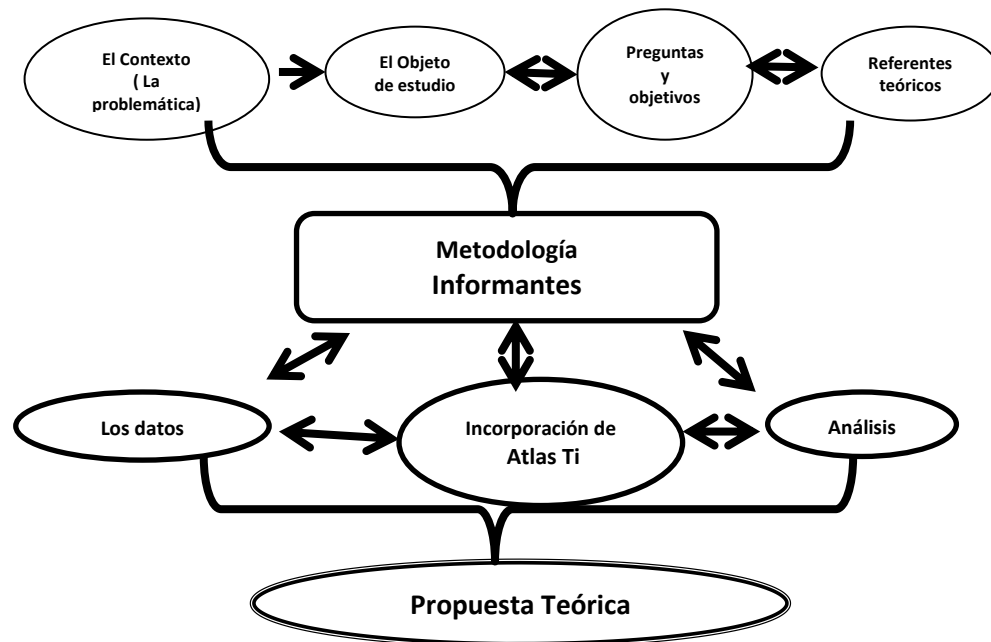 El Contexto
( La
problemática)
El Objeto
de estudio
Preguntas
y
objetivos
Referentes
teóricos
Metodología
Informantes
Los datos
Incorporación de
Atlas Ti
Análisis
Propuesta Teórica